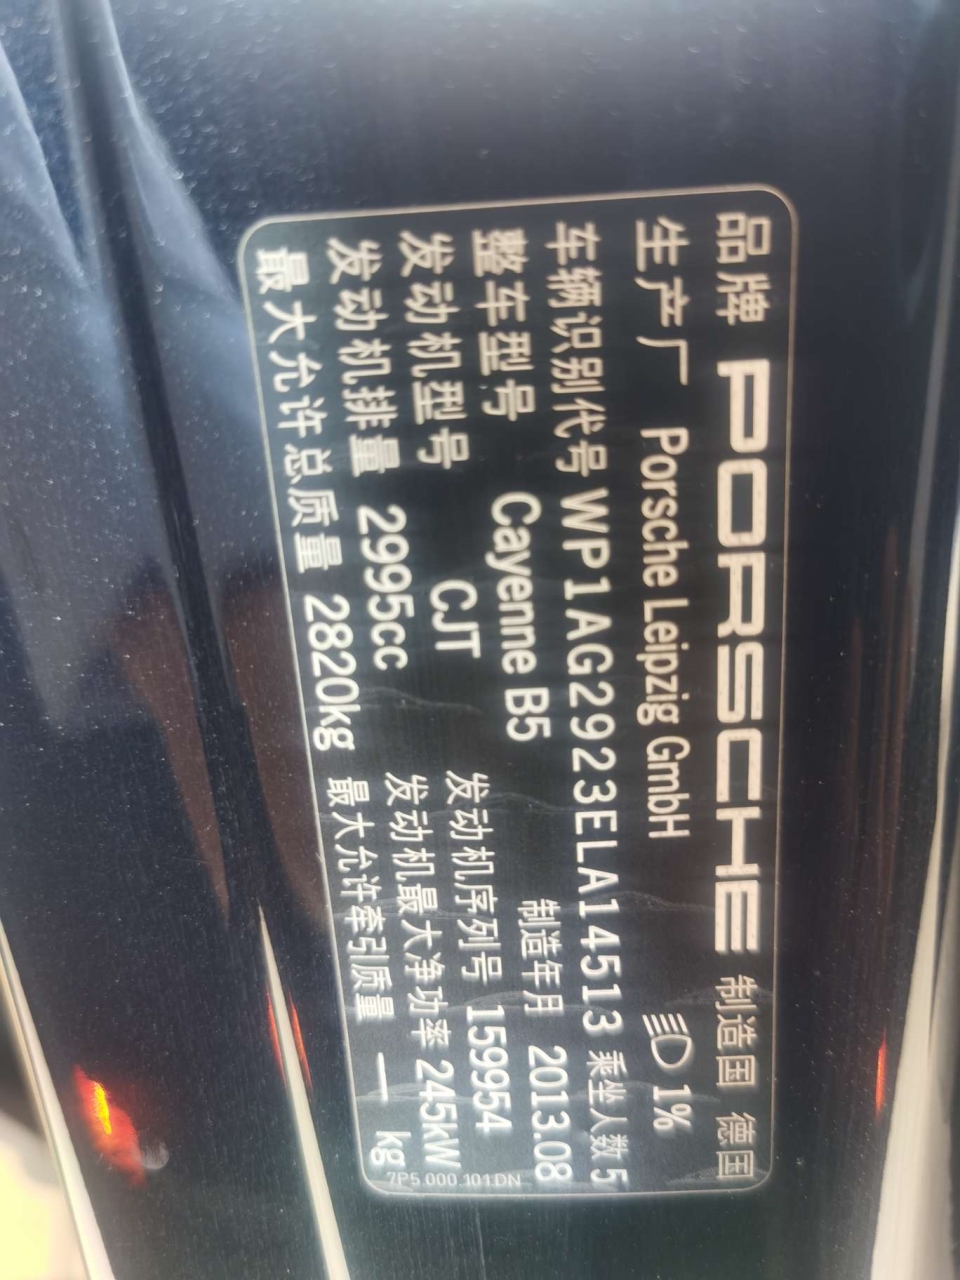 品牌 PORSCHE 制造国 德国
生产厂 Porsche Leipzig GmbH 1%
车辆识别代号 WP1AG2923ELA14513 乘坐人数 5
整车型号 Cayenne B5 制造年月 2013.08
发动机型号 CJT 发动机序列号 159954
发动机排量 2995cc 发动机最大净功率 245kW
最大允许总质量 2820kg 最大允许牵引质量 — kg
7P5.000.101.DN